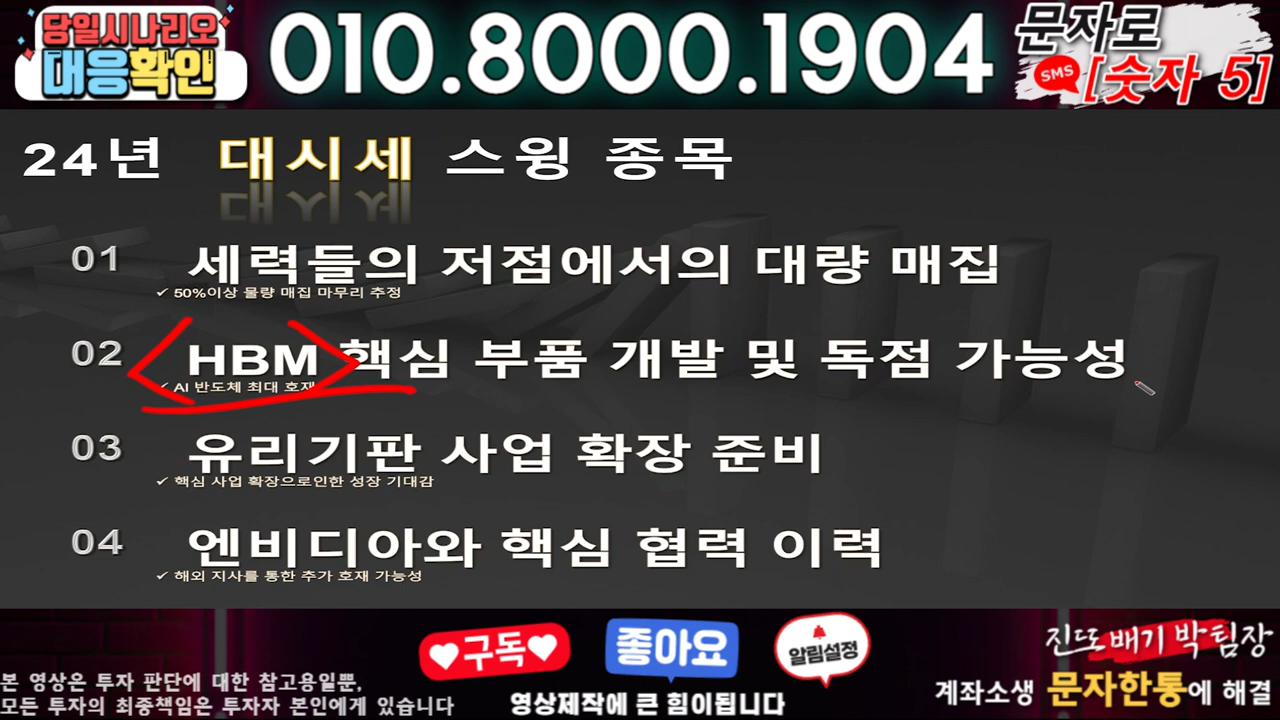 당일시나리오
대응확인
010.8000.1904
문자로
SMS [숫자 5]
24년 대시세 스윙 종목
01 세력들의 저점에서의 대량 매집
✓ 50%이상 물량 매집 마무리 추정
02 HBM 핵심 부품 개발 및 독점 가능성
✓ AI 반도체 최대 호재
03 유리기판 사업 확장 준비
✓ 핵심 사업 확장으로인한 성장 기대감
04 엔비디아와 핵심 협력 이력
✓ 해외 지사를 통한 추가 호재 가능성
구독
좋아요
알림설정
영상제작에 큰 힘이됩니다
본 영상은 투자 판단에 대한 참고용일뿐,
모든 투자의 최종책임은 투자자 본인에게 있습니다
진또배기 박팀장
계좌소생 문자한통에 해결